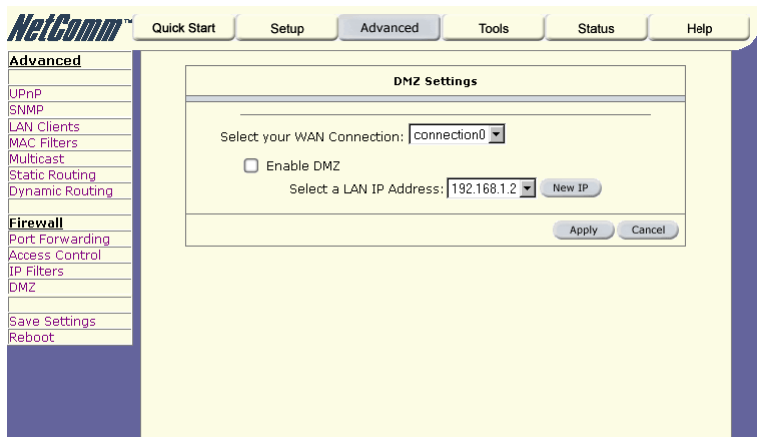 NetComm™
Quick Start Setup Advanced Tools Status Help
Advanced
UPnP
SNMP
LAN Clients
MAC Filters
Multicast
Static Routing
Dynamic Routing
Firewall
Port Forwarding
Access Control
IP Filters
DMZ
Save Settings
Reboot
DMZ Settings
Select your WAN Connection: connection0
Enable DMZ
Select a LAN IP Address: 192.168.1.2 New IP
Apply Cancel